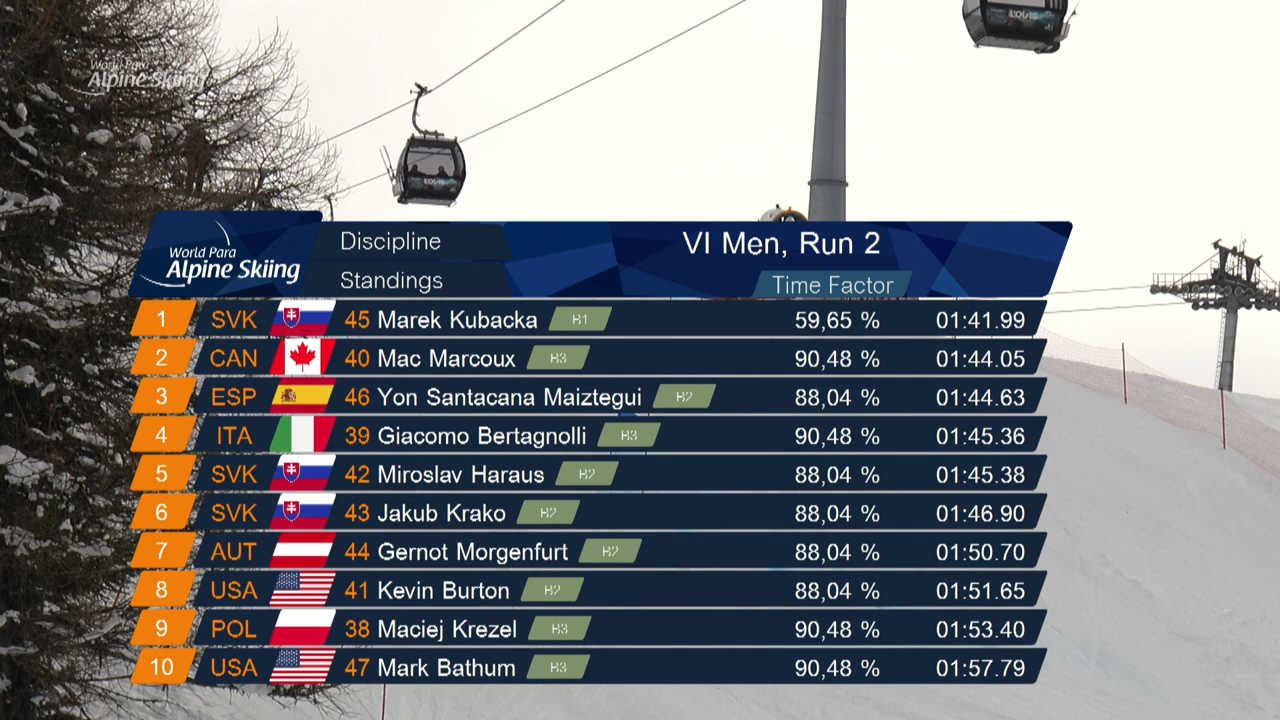 World Para
Alpine Skiing
World Para
Alpine Skiing
Discipline
Standings
VI Men, Run 2
Time Factor
1 SVK 45 Marek Kubacka B1 59,65 % 01:41.99
2 CAN 40 Mac Marcoux B3 90,48 % 01:44.05
3 ESP 46 Yon Santacana Maiztegui B2 88,04 % 01:44.63
4 ITA 39 Giacomo Bertagnolli B3 90,48 % 01:45.36
5 SVK 42 Miroslav Haraus B2 88,04 % 01:45.38
6 SVK 43 Jakub Krako B2 88,04 % 01:46.90
7 AUT 44 Gernot Morgenfurt B2 88,04 % 01:50.70
8 USA 41 Kevin Burton B2 88,04 % 01:51.65
9 POL 38 Maciej Krezel B3 90,48 % 01:53.40
10 USA 47 Mark Bathum B3 90,48 % 01:57.79